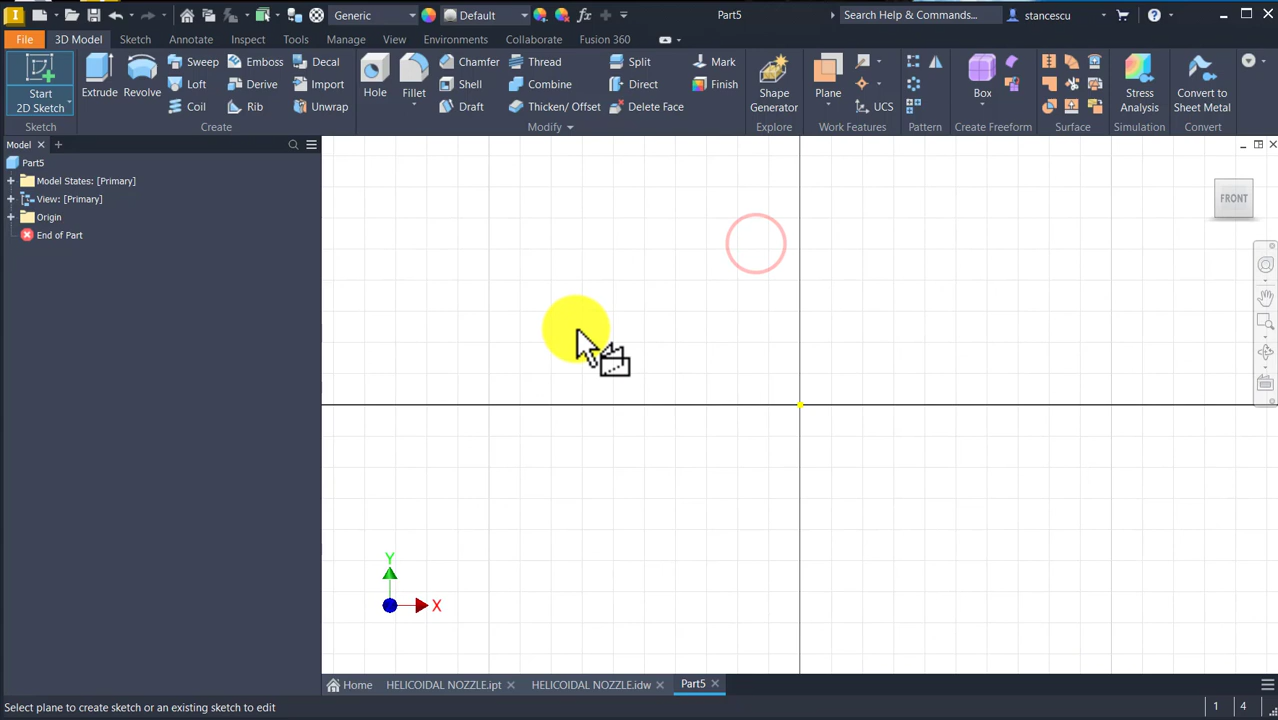 Generic
Default
fx
Part5
Search Help & Commands...
stancescu
File
3D Model
Sketch
Annotate
Inspect
Tools
Manage
View
Environments
Collaborate
Fusion 360
Start
2D Sketch
Extrude
Revolve
Sweep
Loft
Coil
Emboss
Derive
Rib
Decal
Import
Unwrap
Hole
Fillet
Chamfer
Shell
Draft
Thread
Combine
Thicken/ Offset
Split
Direct
Delete Face
Mark
Finish
Shape
Generator
Plane
UCS
Box
Stress
Analysis
Convert to
Sheet Metal
Sketch
Create
Modify
Explore
Work Features
Pattern
Create Freeform
Surface
Simulation
Convert
Model
Part5
Model States: [Primary]
View: [Primary]
Origin
End of Part
FRONT
Y
X
Home
HELICOIDAL NOZZLE.ipt
HELICOIDAL NOZZLE.idw
Part5
Select plane to create sketch or an existing sketch to edit
1
4